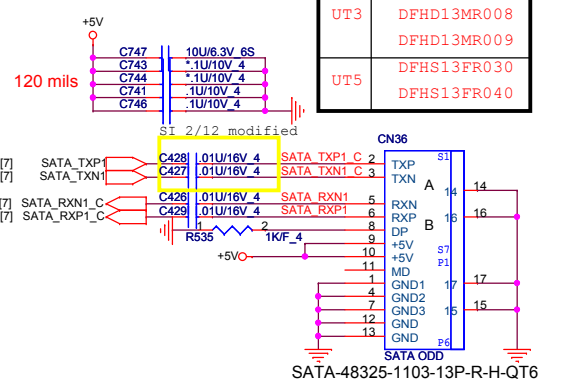 +5V
UT3 DFHD13MR008
DFHD13MR009
UT5 DFHS13FR030
DFHS13FR040
120 mils
C747 10U/6.3V_6S
C743 *.1U/10V_4
C744 *.1U/10V_4
C741 .1U/10V_4
C746 .1U/10V_4
SI 2/12 modified
CN36
[7] SATA_TXP1 C428 .01U/16V_4 SATA_TXP1_C 2 TXP S1
[7] SATA_TXN1 C427 .01U/16V_4 SATA_TXN1_C 3 TXN
A 14 14
[7] SATA_RXN1_C C426 .01U/16V_4 SATA_RXN1 5 RXN
[7] SATA_RXP1_C C429 .01U/16V_4 SATA_RXP1 6 RXP 16 16
R535 1 2 1K/F_4 8 DP B
9 +5V S7
+5V 10 +5V P1
11 MD
1 GND1 17 17
4 GND2
7 GND3 15 15
12 GND
13 GND P6
SATA ODD
SATA-48325-1103-13P-R-H-QT6